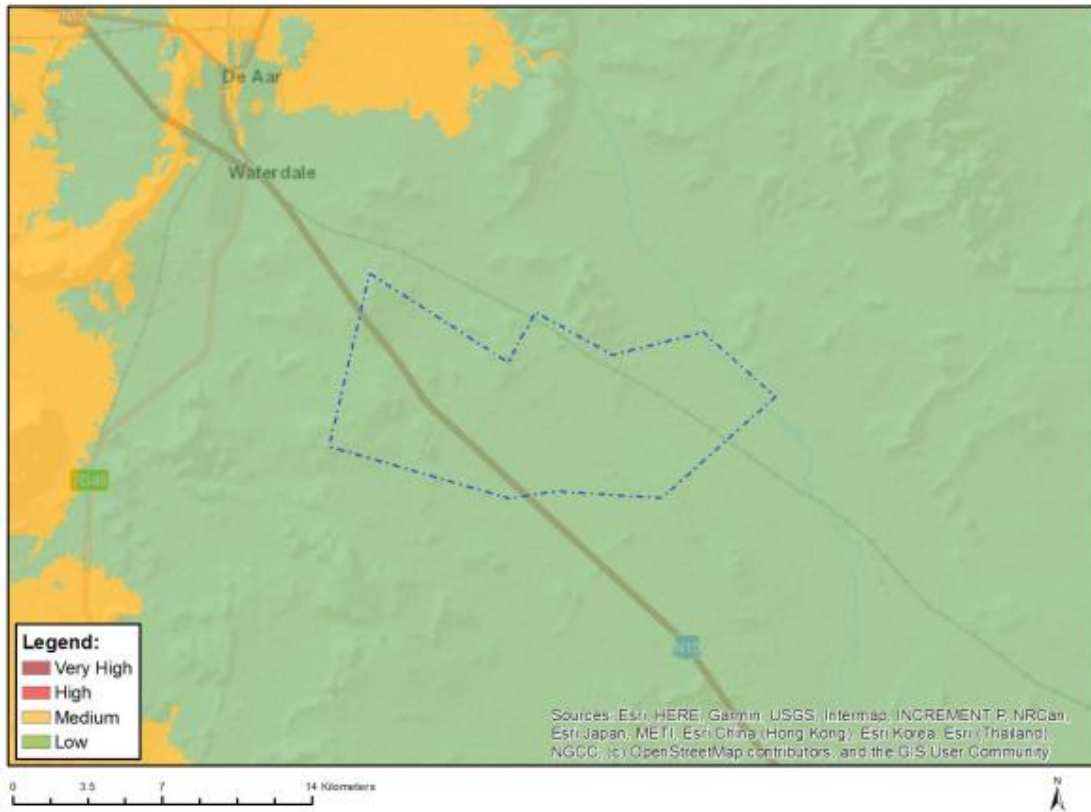 De Aar
Waterdale
Legend:
Very High
High
Medium
Low
Sources: Esri, HERE, Garmin, USGS, Intermap, INCREMENT P, NRCan,
Esri Japan, METI, Esri China (Hong Kong), Esri Korea, Esri (Thailand),
NGCC, (c) OpenStreetMap contributors, and the GIS User Community
0 3.5 7 14 Kilometers
N